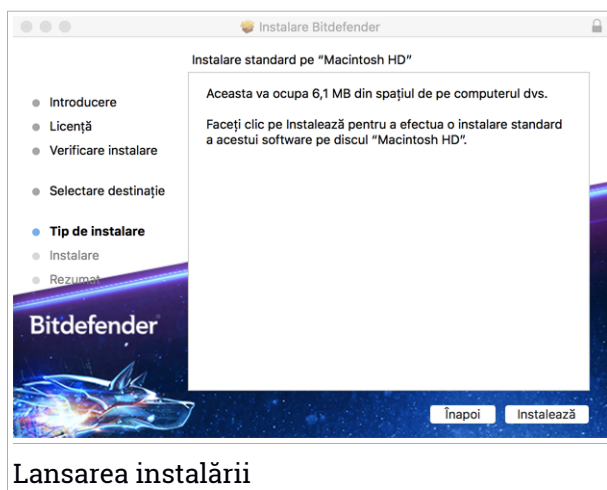 Instalare Bitdefender
Instalare standard pe “Macintosh HD”
Introducere
Licență
Verificare instalare
Selectare destinație
Tip de instalare
Instalare
Rezumat
Aceasta va ocupa 6,1 MB din spațiul de pe computerul dvs.
Faceți clic pe Instalează pentru a efectua o instalare standard
a acestui software pe discul “Macintosh HD”.
Bitdefender
Înapoi
Instalează
Lansarea instalării